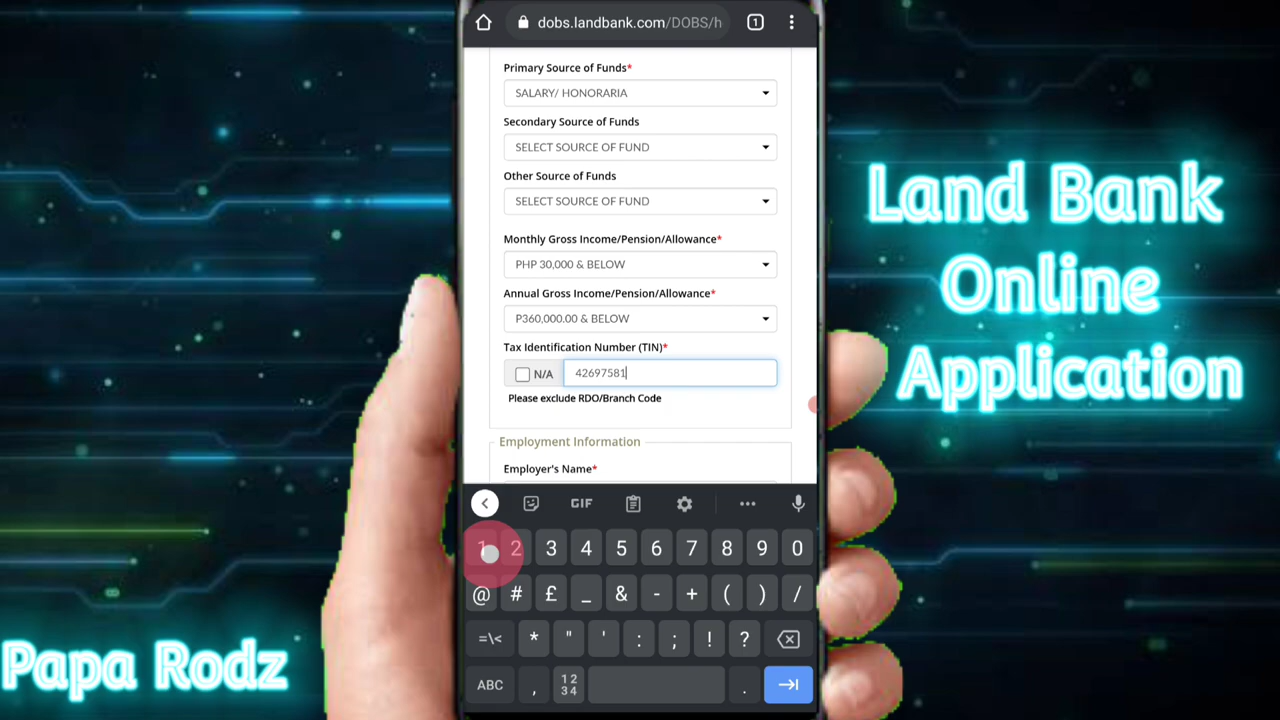 dobs.landbank.com/DOBS/h
1
Primary Source of Funds*
SALARY/ HONORARIA
Secondary Source of Funds
SELECT SOURCE OF FUND
Other Source of Funds
SELECT SOURCE OF FUND
Monthly Gross Income/Pension/Allowance*
PHP 30,000 & BELOW
Annual Gross Income/Pension/Allowance*
P360,000.00 & BELOW
Tax Identification Number (TIN)*
N/A 42697581
Please exclude RDO/Branch Code
Employment Information
Employer's Name*
GIF
1 2 3 4 5 6 7 8 9 0
@ # £ _ & - + ( ) /
=\< * " ' : ; ! ?
ABC , 12 34 .
Land Bank
Online
Application
Papa Rodz